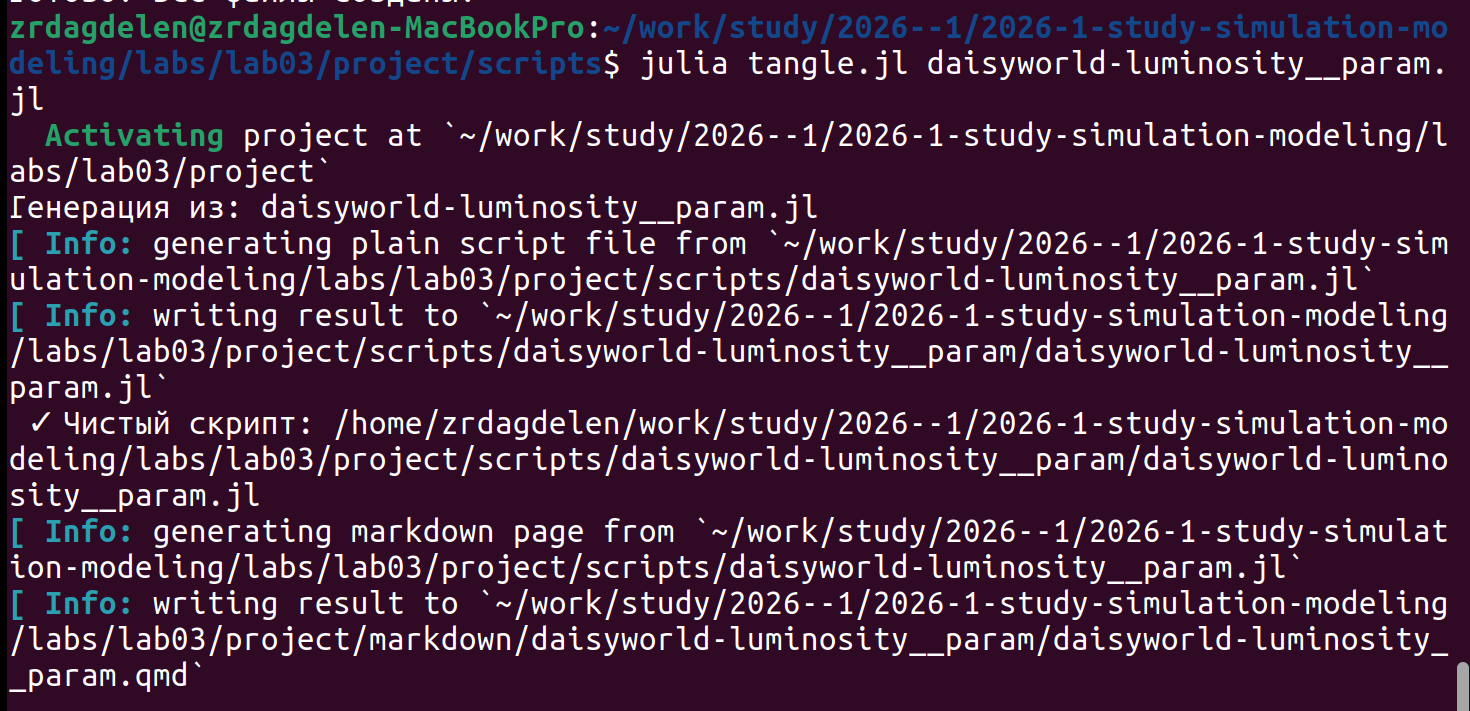 Готово! Все файлы созданы.
zrdagdelen@zrdagdelen-MacBookPro:~/work/study/2026--1/2026-1-study-simulation-mo
deling/labs/lab03/project/scripts$ julia tangle.jl daisyworld-luminosity__param.
jl
  Activating project at `~/work/study/2026--1/2026-1-study-simulation-modeling/l
abs/lab03/project`
Генерация из: daisyworld-luminosity__param.jl
[ Info: generating plain script file from `~/work/study/2026--1/2026-1-study-sim
ulation-modeling/labs/lab03/project/scripts/daisyworld-luminosity__param.jl`
[ Info: writing result to `~/work/study/2026--1/2026-1-study-simulation-modeling
/labs/lab03/project/scripts/daisyworld-luminosity__param/daisyworld-luminosity__
param.jl`
 ✓ Чистый скрипт: /home/zrdagdelen/work/study/2026--1/2026-1-study-simulation-mo
deling/labs/lab03/project/scripts/daisyworld-luminosity__param/daisyworld-lumino
sity__param.jl
[ Info: generating markdown page from `~/work/study/2026--1/2026-1-study-simulat
ion-modeling/labs/lab03/project/scripts/daisyworld-luminosity__param.jl`
[ Info: writing result to `~/work/study/2026--1/2026-1-study-simulation-modeling
/labs/lab03/project/markdown/daisyworld-luminosity__param/daisyworld-luminosity_
_param.qmd`